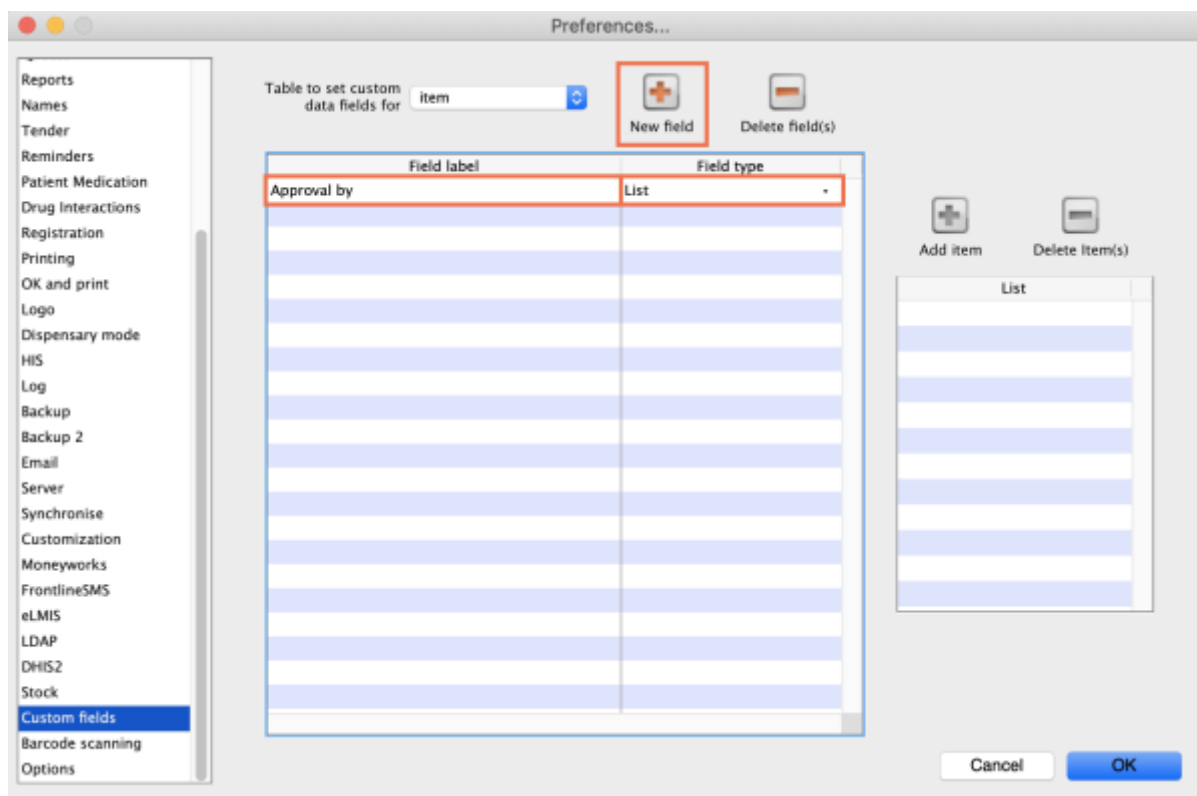 Preferences...
Reports
Names
Tender
Reminders
Patient Medication
Drug Interactions
Registration
Printing
OK and print
Logo
Dispensary mode
HIS
Log
Backup
Backup 2
Email
Server
Synchronise
Customization
Moneyworks
FrontlineSMS
eLMIS
LDAP
DHIS2
Stock
Custom fields
Barcode scanning
Options
Table to set custom
data fields for
item
New field
Delete field(s)
Field label
Field type
Approval by
List
Add item
Delete Item(s)
List
Cancel
OK